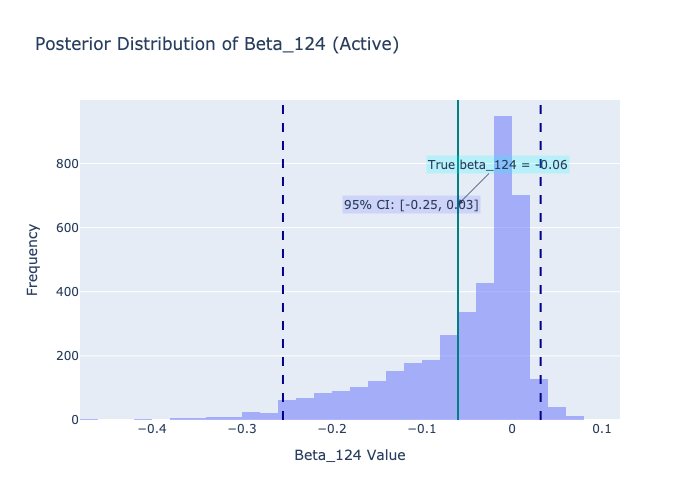 Posterior Distribution of Beta_124 (Active)
True beta_124 = -0.06
95% CI: [-0.25, 0.03]
Frequency
800
600
400
200
0
−0.4
−0.3
−0.2
−0.1
0
0.1
Beta_124 Value